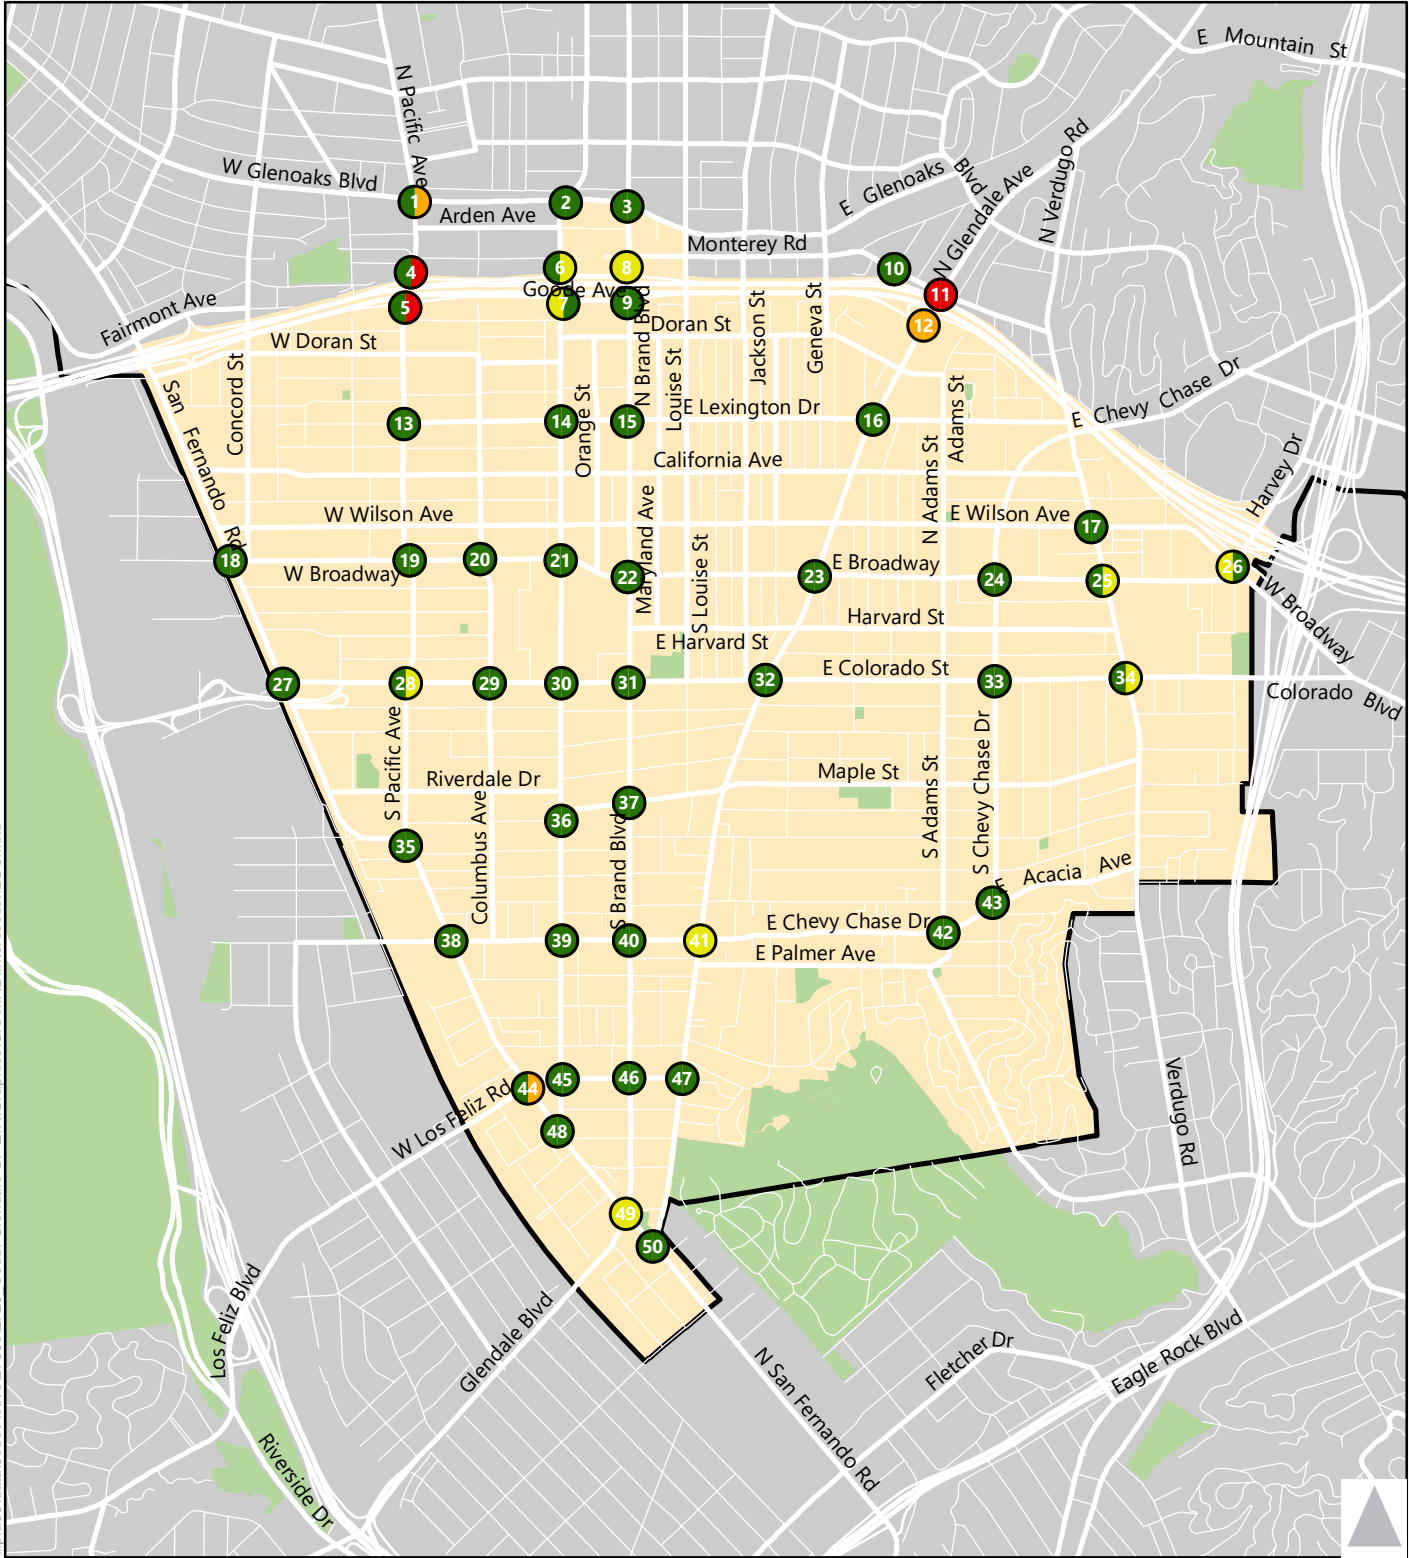 E Mountain St
N Pacific Ave
W Glenoaks Blvd
E Glenoaks Blvd
N Glendale Ave
N Verdugo Rd
1
2
3
Arden Ave
Monterey Rd
4
6
8
10
Goode Ave
11
5
7
9
12
Fairmont Ave
W Doran St
Doran St
N Brand Blvd
Louise St
Jackson St
Geneva St
San Fernando Rd
Concord St
Orange St
E Lexington Dr
Adams St
E Chevy Chase Dr
13
14
15
16
California Ave
N Adams St
Harvey Dr
W Wilson Ave
Maryland Ave
S Louise St
E Wilson Ave
17
18
W Broadway
19
20
21
22
23
E Broadway
24
25
26
W Broadway
Harvard St
E Harvard St
E Colorado St
27
28
29
30
31
32
33
34
Colorado Blvd
S Pacific Ave
Riverdale Dr
Maple St
S Adams St
S Chevy Chase Dr
Columbus Ave
S Brand Blvd
36
37
35
E Acacia Ave
43
E Chevy Chase Dr
38
39
40
41
42
E Palmer Ave
W Los Feliz Rd
44
45
46
47
48
Verdugo Rd
49
50
Los Feliz Blvd
Glendale Blvd
N San Fernando Rd
Fletcher Dr
Eagle Rock Blvd
Riverside Dr